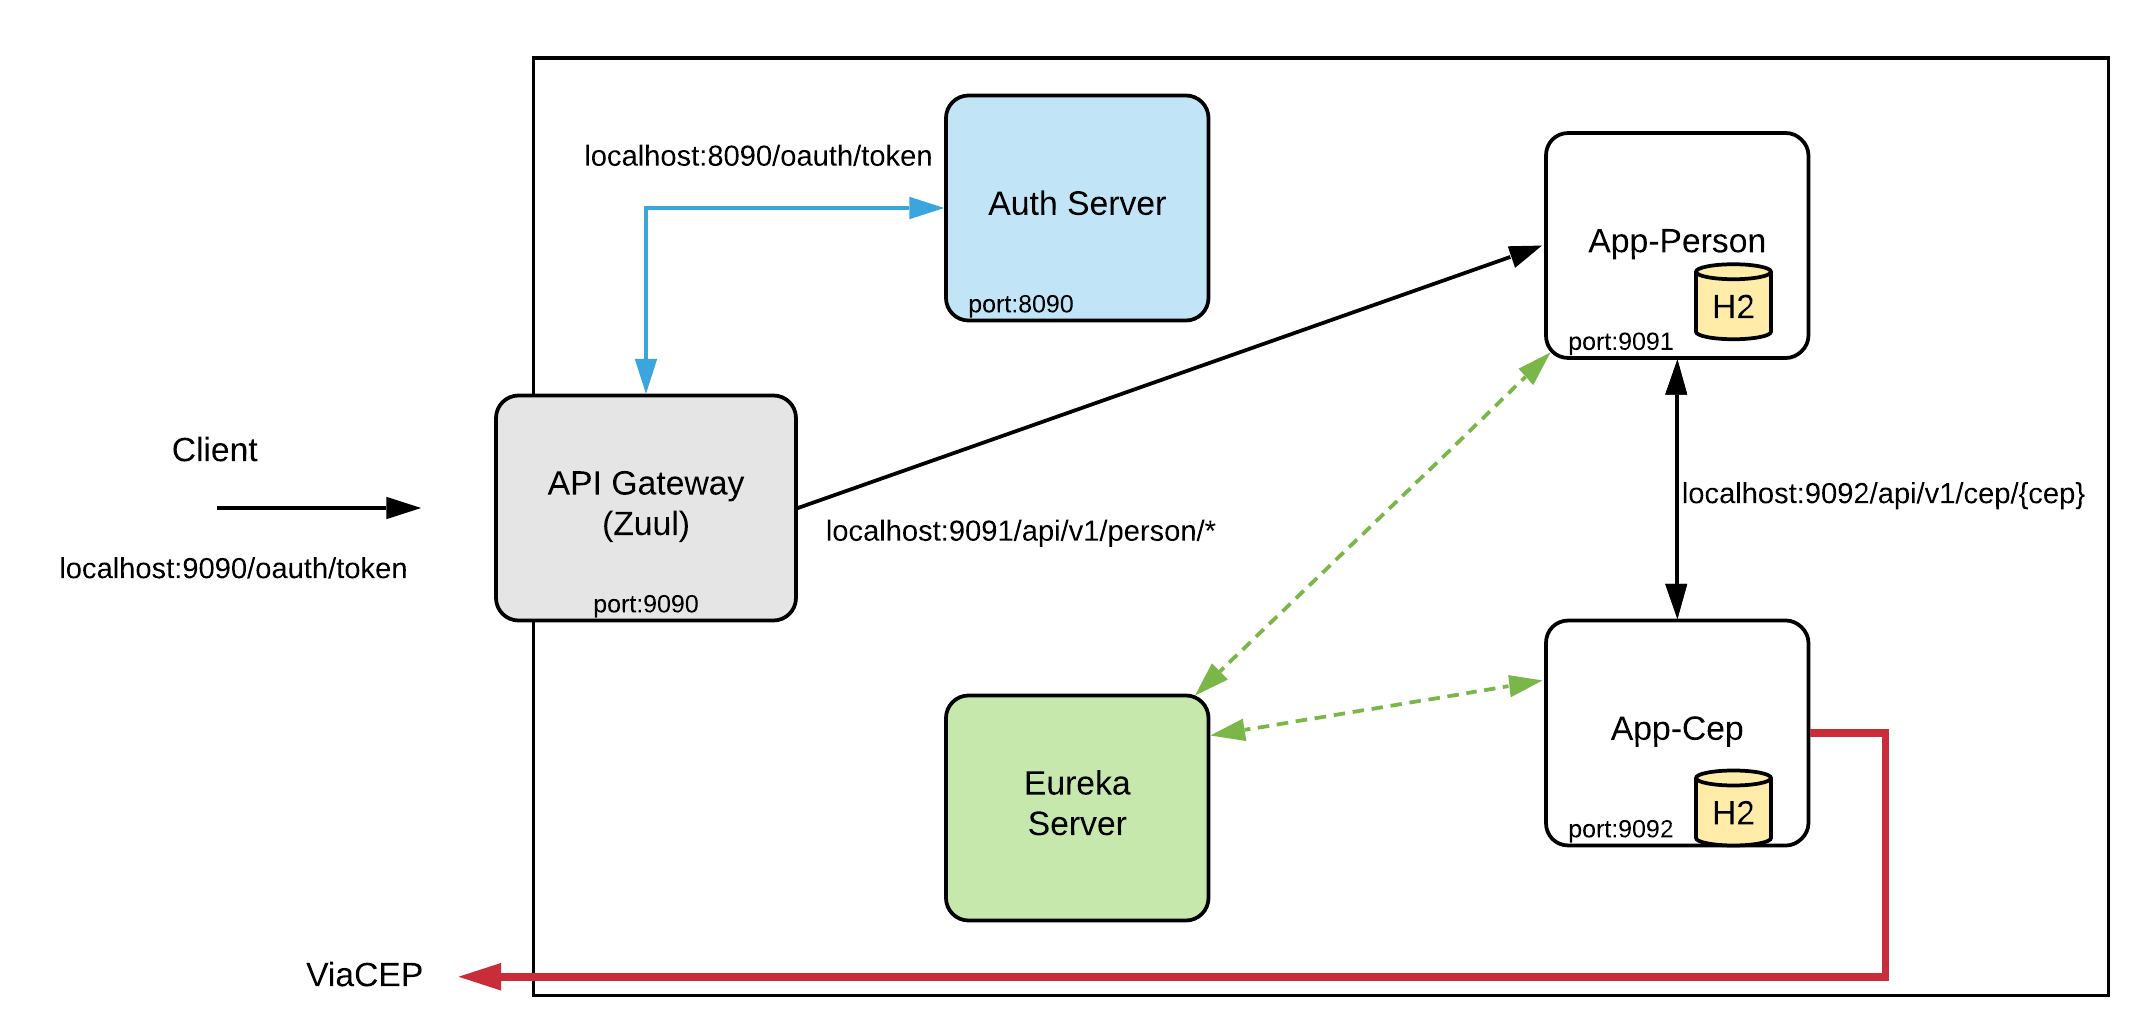 localhost:8090/oauth/token
Auth Server
port:8090
App-Person
H2
port:9091
Client
localhost:9090/oauth/token
API Gateway
(Zuul)
port:9090
localhost:9091/api/v1/person/*
localhost:9092/api/v1/cep/{cep}
Eureka
Server
App-Cep
H2
port:9092
ViaCEP